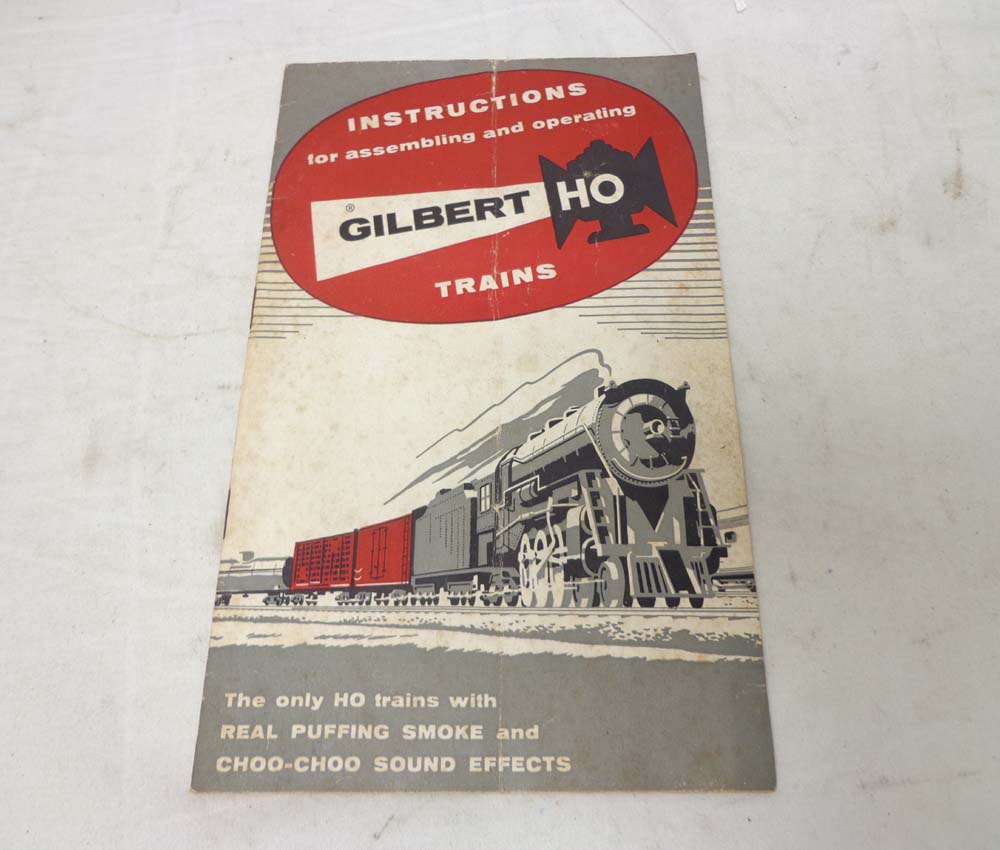 INSTRUCTIONS
for assembling and operating
® GILBERT HO
TRAINS
The only HO trains with
REAL PUFFING SMOKE and
CHOO-CHOO SOUND EFFECTS